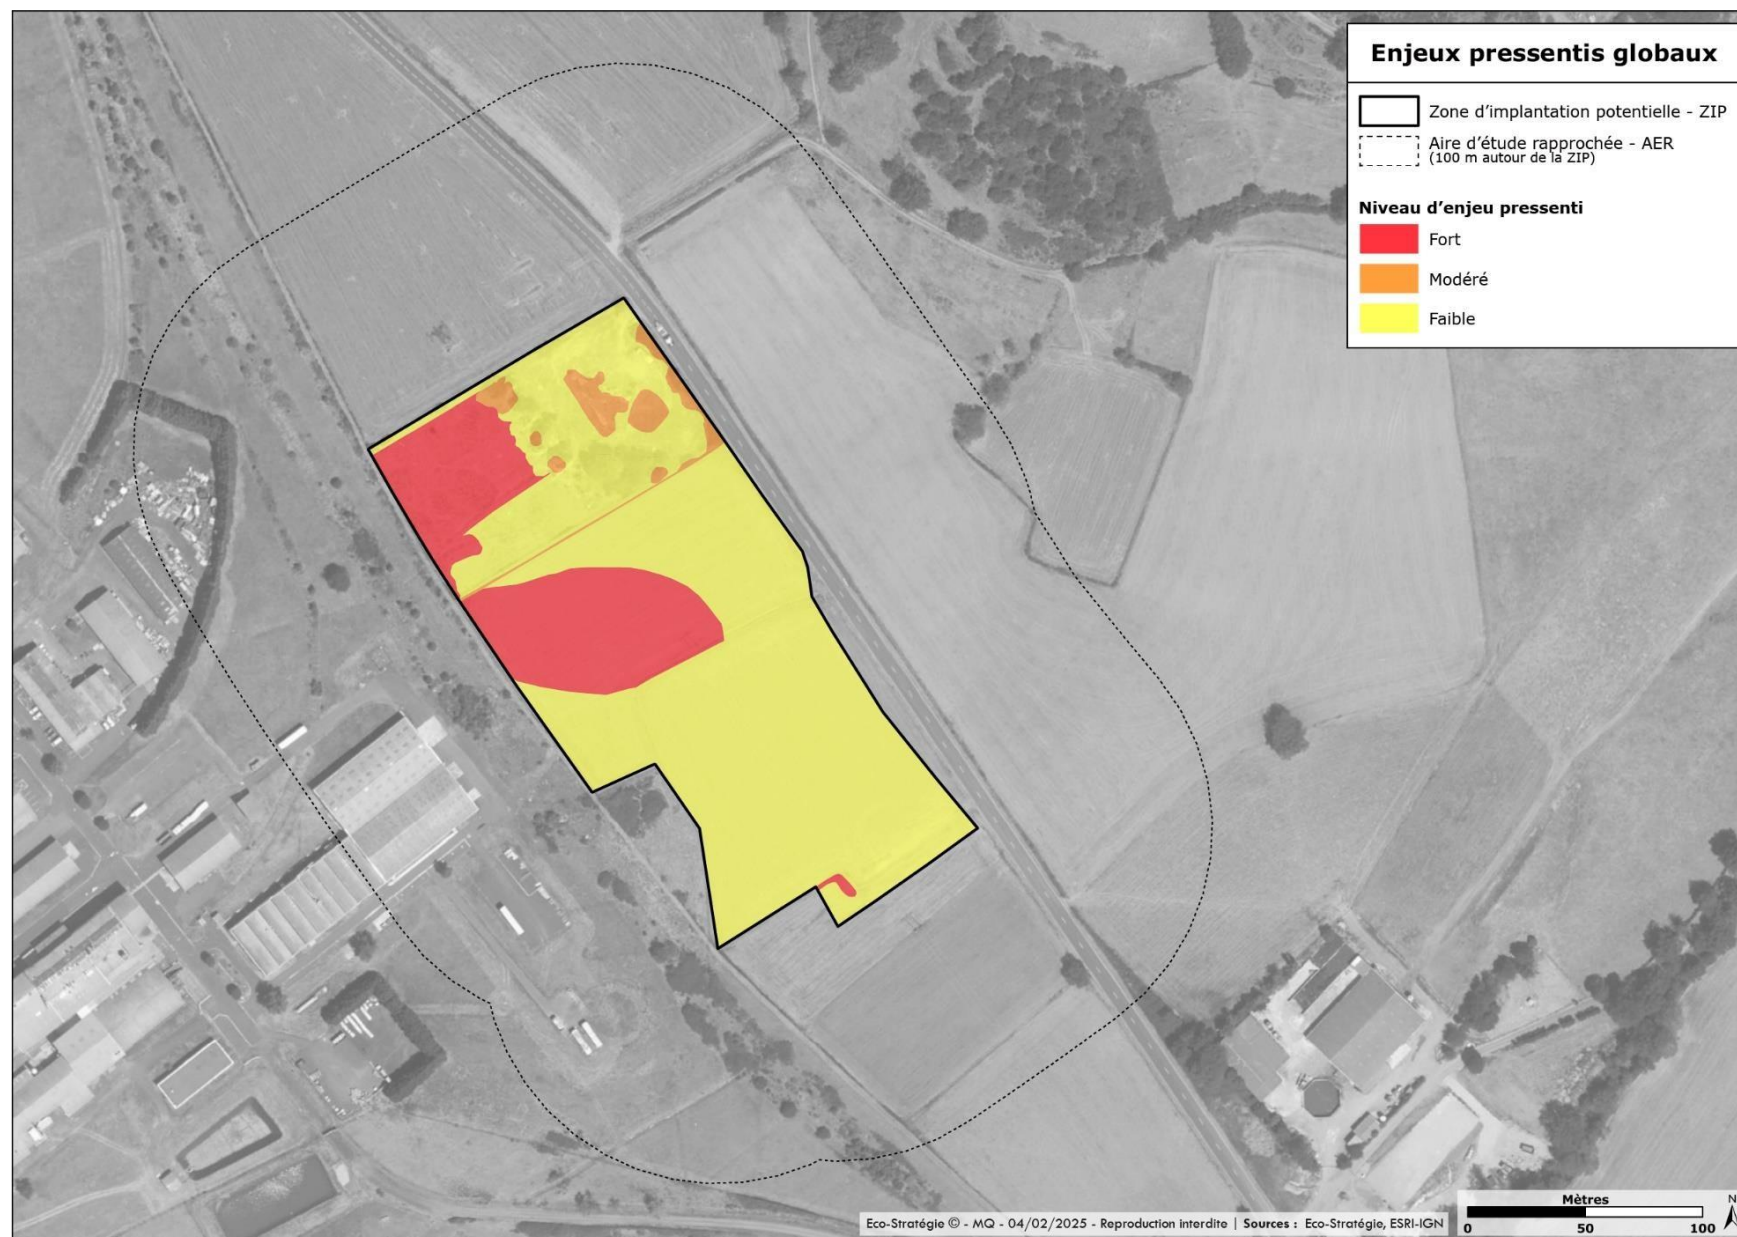 Enjeux pressentis globaux
Zone d'implantation potentielle - ZIP
Aire d'étude rapprochée - AER
(100 m autour de la ZIP)
Niveau d'enjeu pressenti
Fort
Modéré
Faible
Eco-Stratégie © - MQ - 04/02/2025 - Reproduction interdite | Sources : Eco-Stratégie, ESRI-IGN
Mètres
0 50 100
N